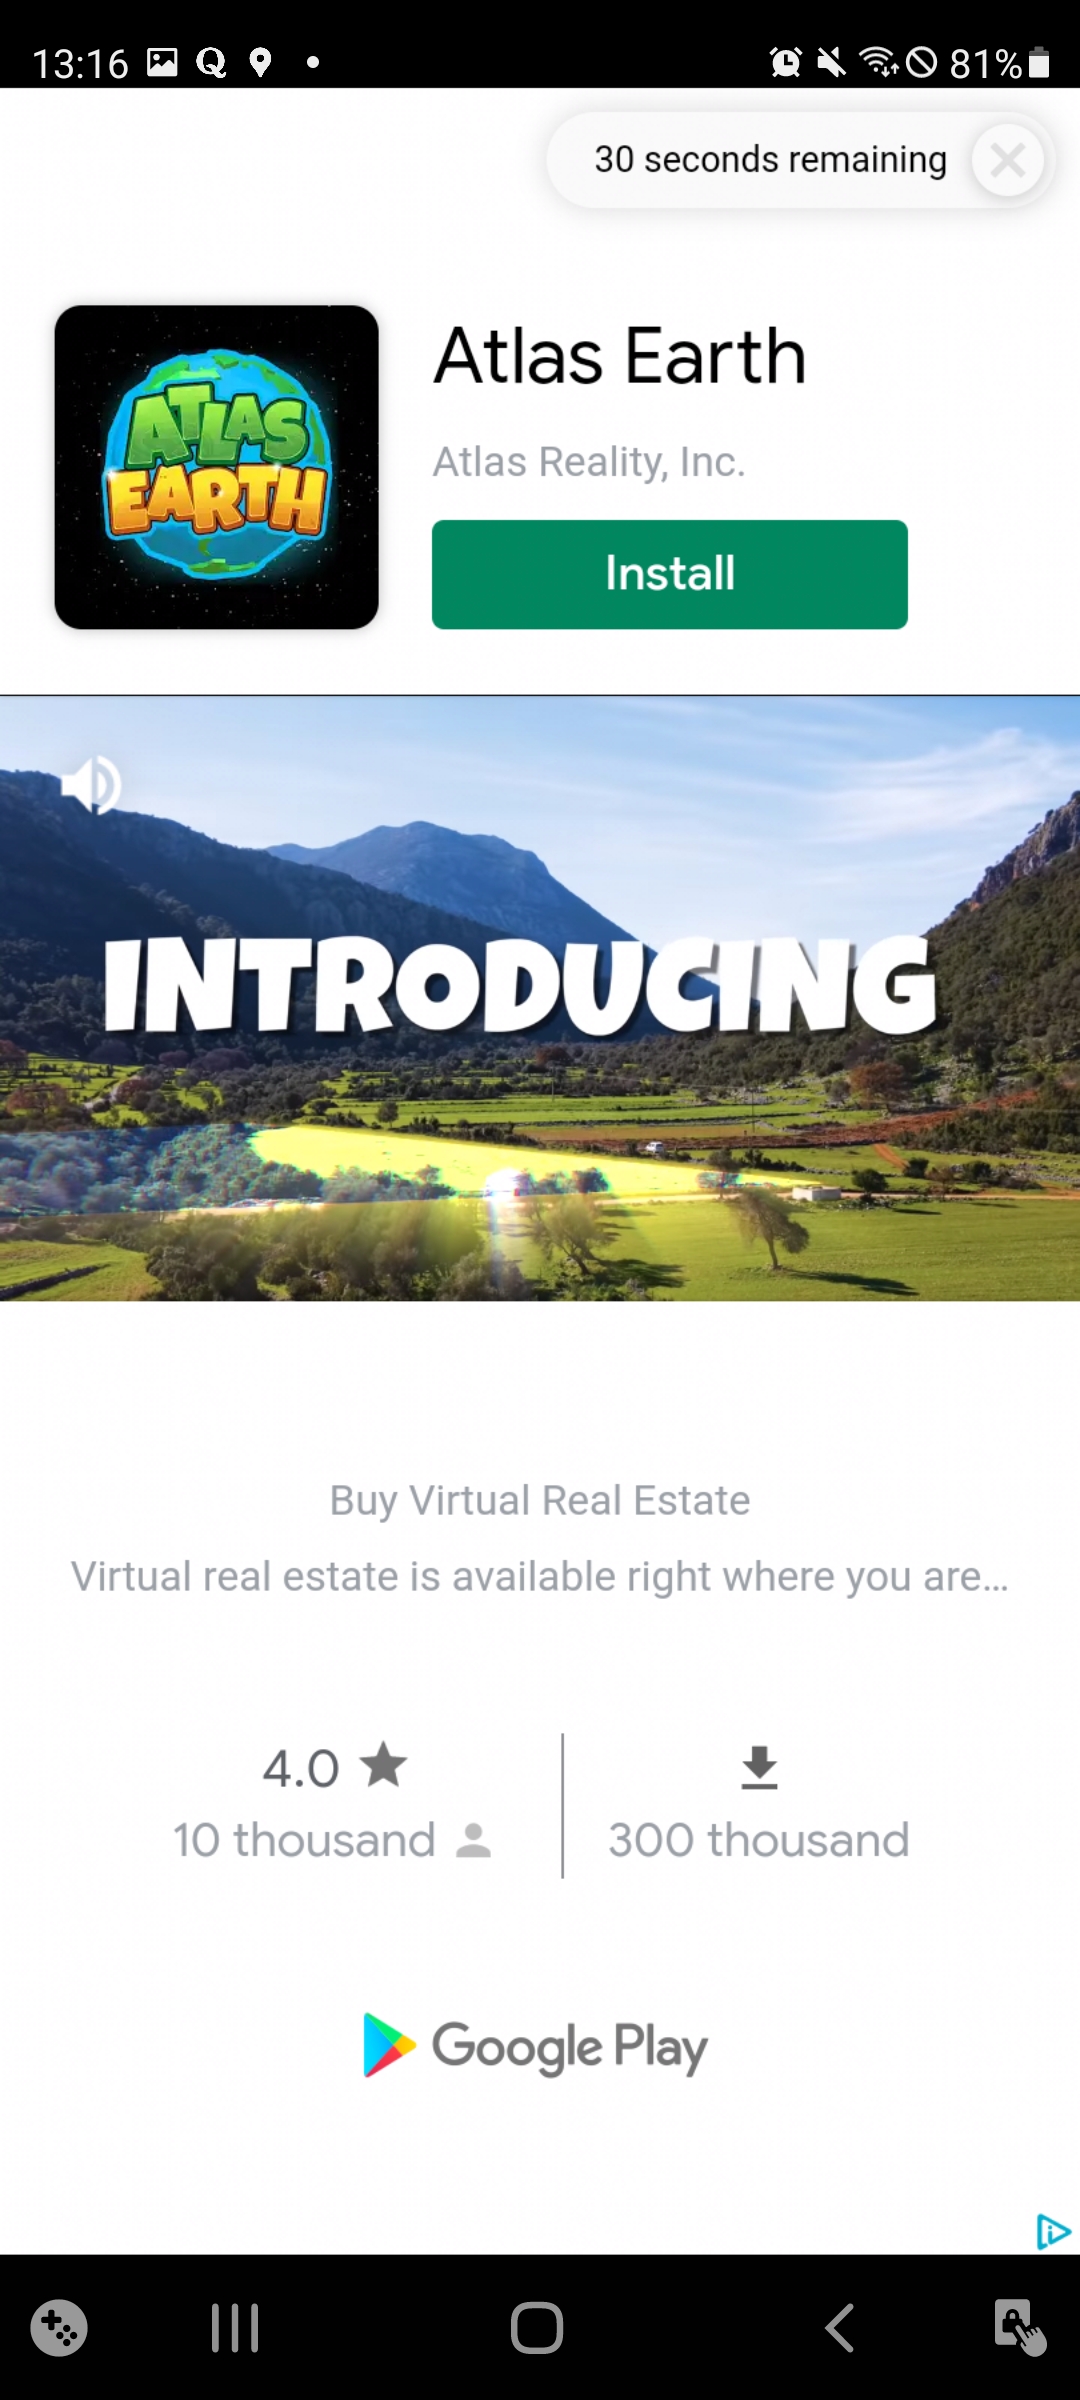 13:16
81%
30 seconds remaining
ATLAS
EARTH
Atlas Earth
Atlas Reality, Inc.
Install
INTRODUCING
Buy Virtual Real Estate
Virtual real estate is available right where you are...
4.0
10 thousand
300 thousand
Google Play